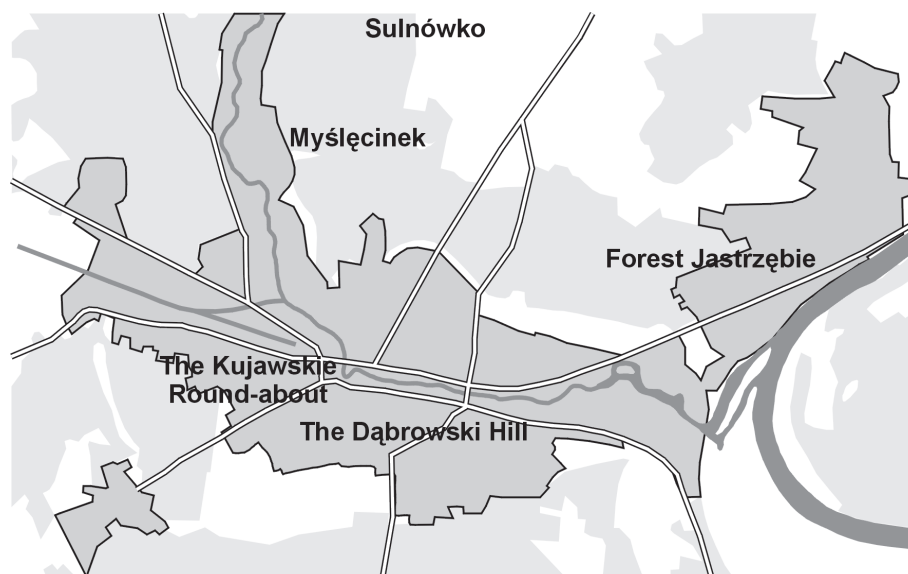 Sulnówko
Myślęcinek
Forest Jastrzębie
The Kujawskie
Round-about
The Dąbrowski Hill